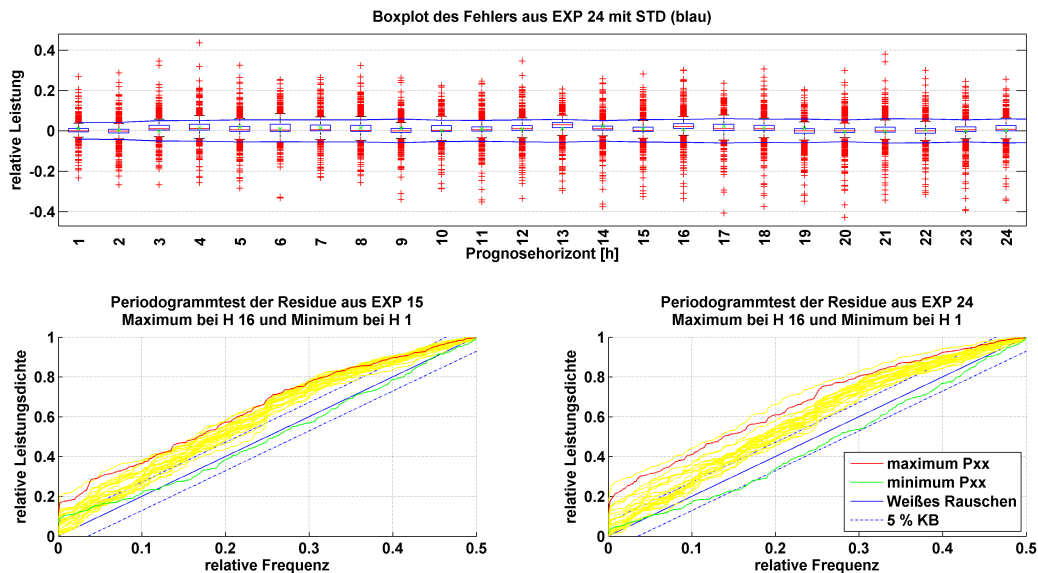 Boxplot des Fehlers aus EXP 24 mit STD (blau)
relative Leistung
0.4
0.2
0
-0.2
-0.4
1 2 3 4 5 6 7 8 9 10 11 12 13 14 15 16 17 18 19 20 21 22 23 24
Prognosehorizont [h]
Periodogrammtest der Residue aus EXP 15
Maximum bei H 16 und Minimum bei H 1
relative Leistungsdichte
1
0.8
0.6
0.4
0.2
0
0 0.1 0.2 0.3 0.4 0.5
relative Frequenz
Periodogrammtest der Residue aus EXP 24
Maximum bei H 16 und Minimum bei H 1
relative Leistungsdichte
1
0.8
0.6
0.4
0.2
0
0 0.1 0.2 0.3 0.4 0.5
relative Frequenz
maximum Pxx
minimum Pxx
Weißes Rauschen
5 % KB